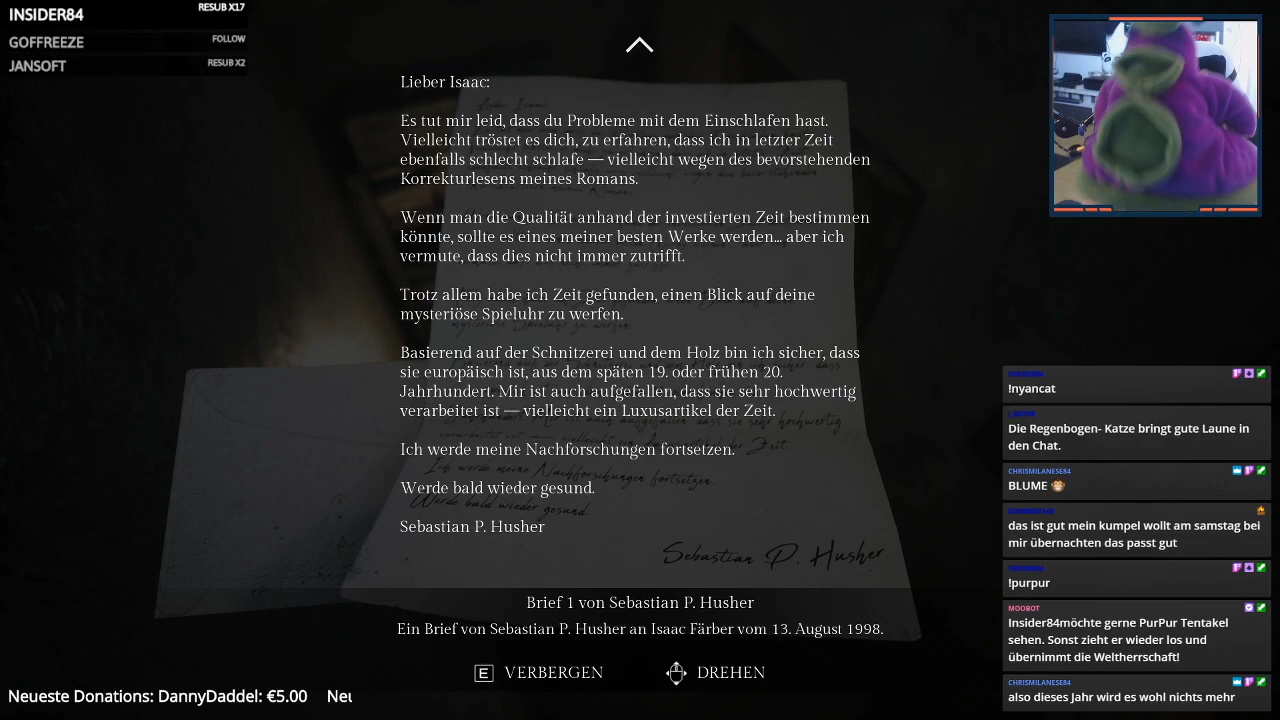 INSIDER84 RESUB X17
GOFFREEZE FOLLOW
JANSOFT RESUB X2
Lieber Isaac:
Es tut mir leid, dass du Probleme mit dem Einschlafen hast.
Vielleicht tröstet es dich, zu erfahren, dass ich in letzter Zeit
ebenfalls schlecht schlafe — vielleicht wegen des bevorstehenden
Korrekturlesens meines Romans.
Wenn man die Qualität anhand der investierten Zeit bestimmen
könnte, sollte es eines meiner besten Werke werden... aber ich
vermute, dass dies nicht immer zutrifft.
Trotz allem habe ich Zeit gefunden, einen Blick auf deine
mysteriöse Spieluhr zu werfen.
Basierend auf der Schnitzerei und dem Holz bin ich sicher, dass
sie europäisch ist, aus dem späten 19. oder frühen 20.
Jahrhundert. Mir ist auch aufgefallen, dass sie sehr hochwertig
verarbeitet ist — vielleicht ein Luxusartikel der Zeit.
Ich werde meine Nachforschungen fortsetzen.
Werde bald wieder gesund.
Sebastian P. Husher
Sebastian P. Husher
Brief 1 von Sebastian P. Husher
Ein Brief von Sebastian P. Husher an Isaac Färber vom 13. August 1998.
E VERBERGEN DREHEN
Neueste Donations: DannyDaddel: €5.00 Neu
!nyancat
Die Regenbogen- Katze bringt gute Laune in
den Chat.
CHRISMILANESE84
BLUME
das ist gut mein kumpel wollt am samstag bei
mir übernachten das passt gut
!purpur
MOOBOT
Insider84möchte gerne PurPur Tentakel
sehen. Sonst zieht er wieder los und
übernimmt die Weltherrschaft!
CHRISMILANESE84
also dieses Jahr wird es wohl nichts mehr